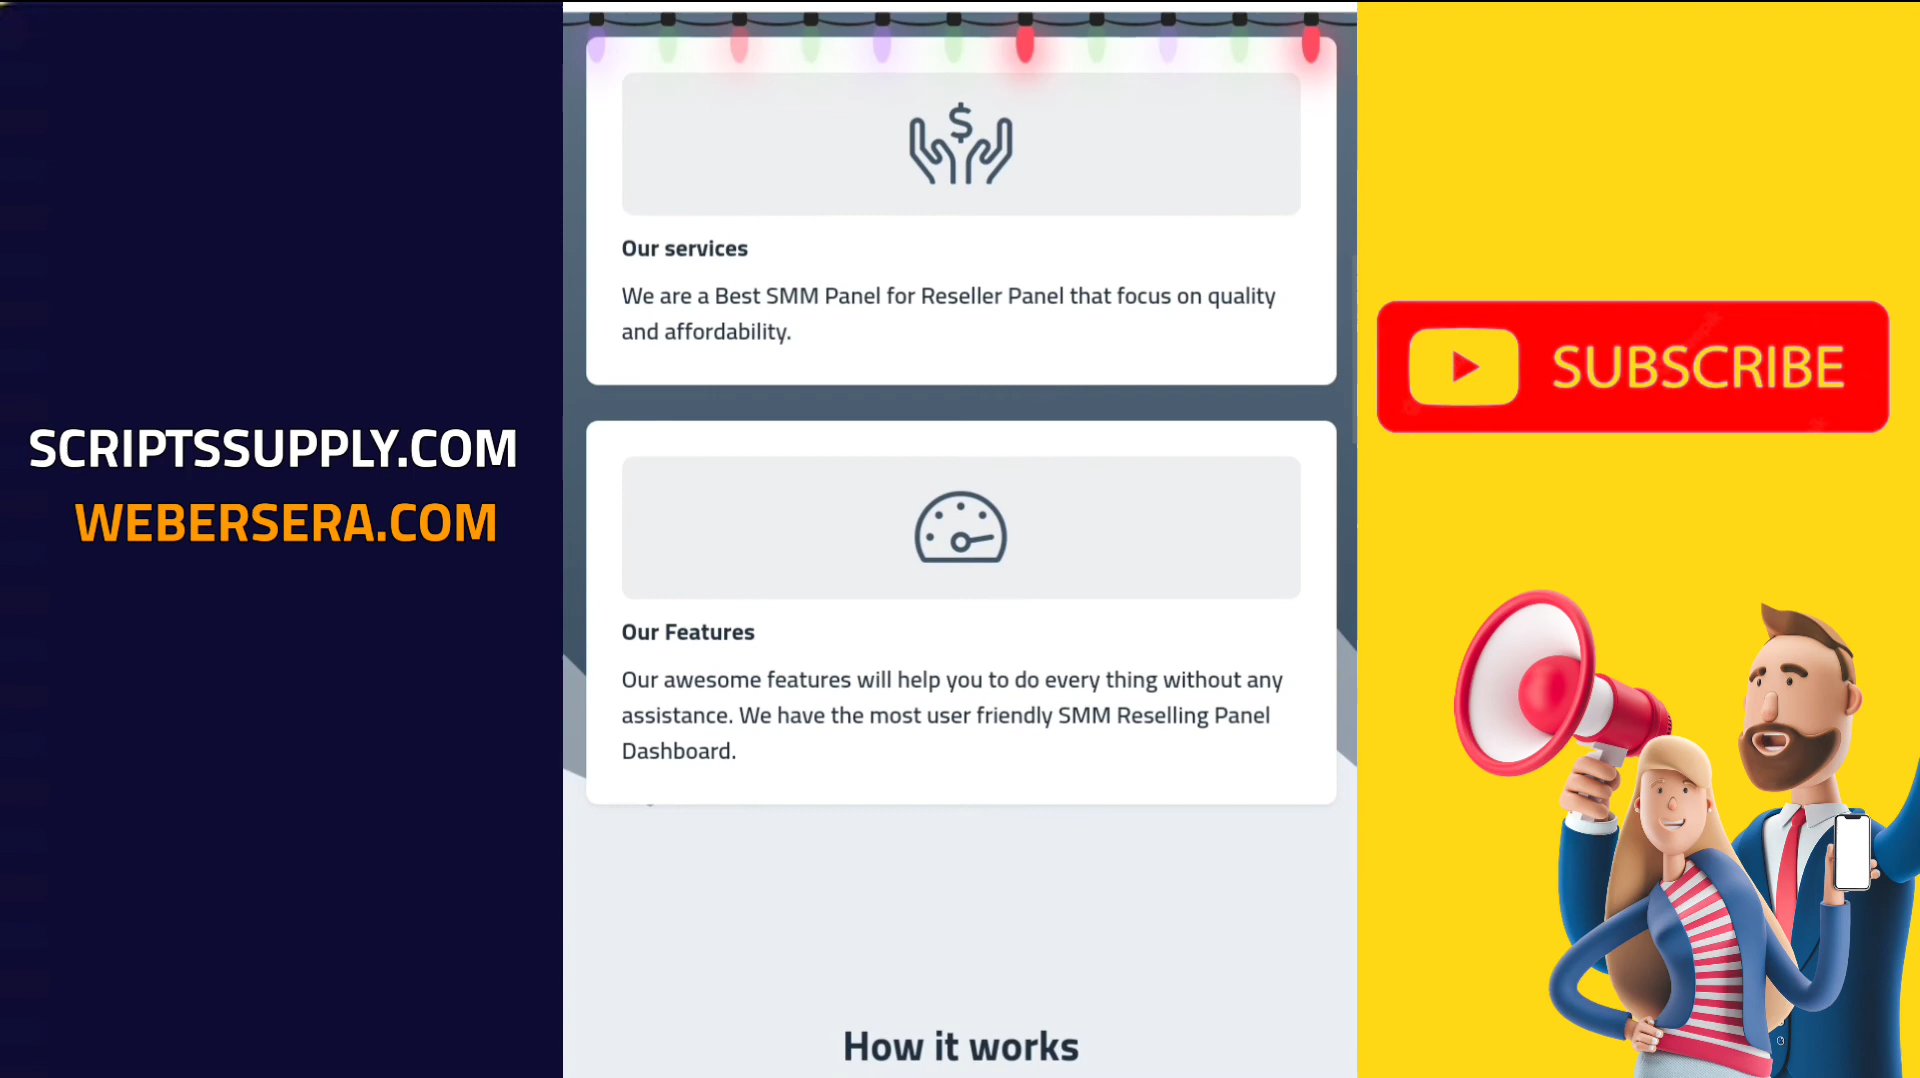 SCRIPTSSUPPLY.COM
WEBERSERA.COM
Our services
We are a Best SMM Panel for Reseller Panel that focus on quality
and affordability.
Our Features
Our awesome features will help you to do every thing without any
assistance. We have the most user friendly SMM Reselling Panel
Dashboard.
How it works
SUBSCRIBE